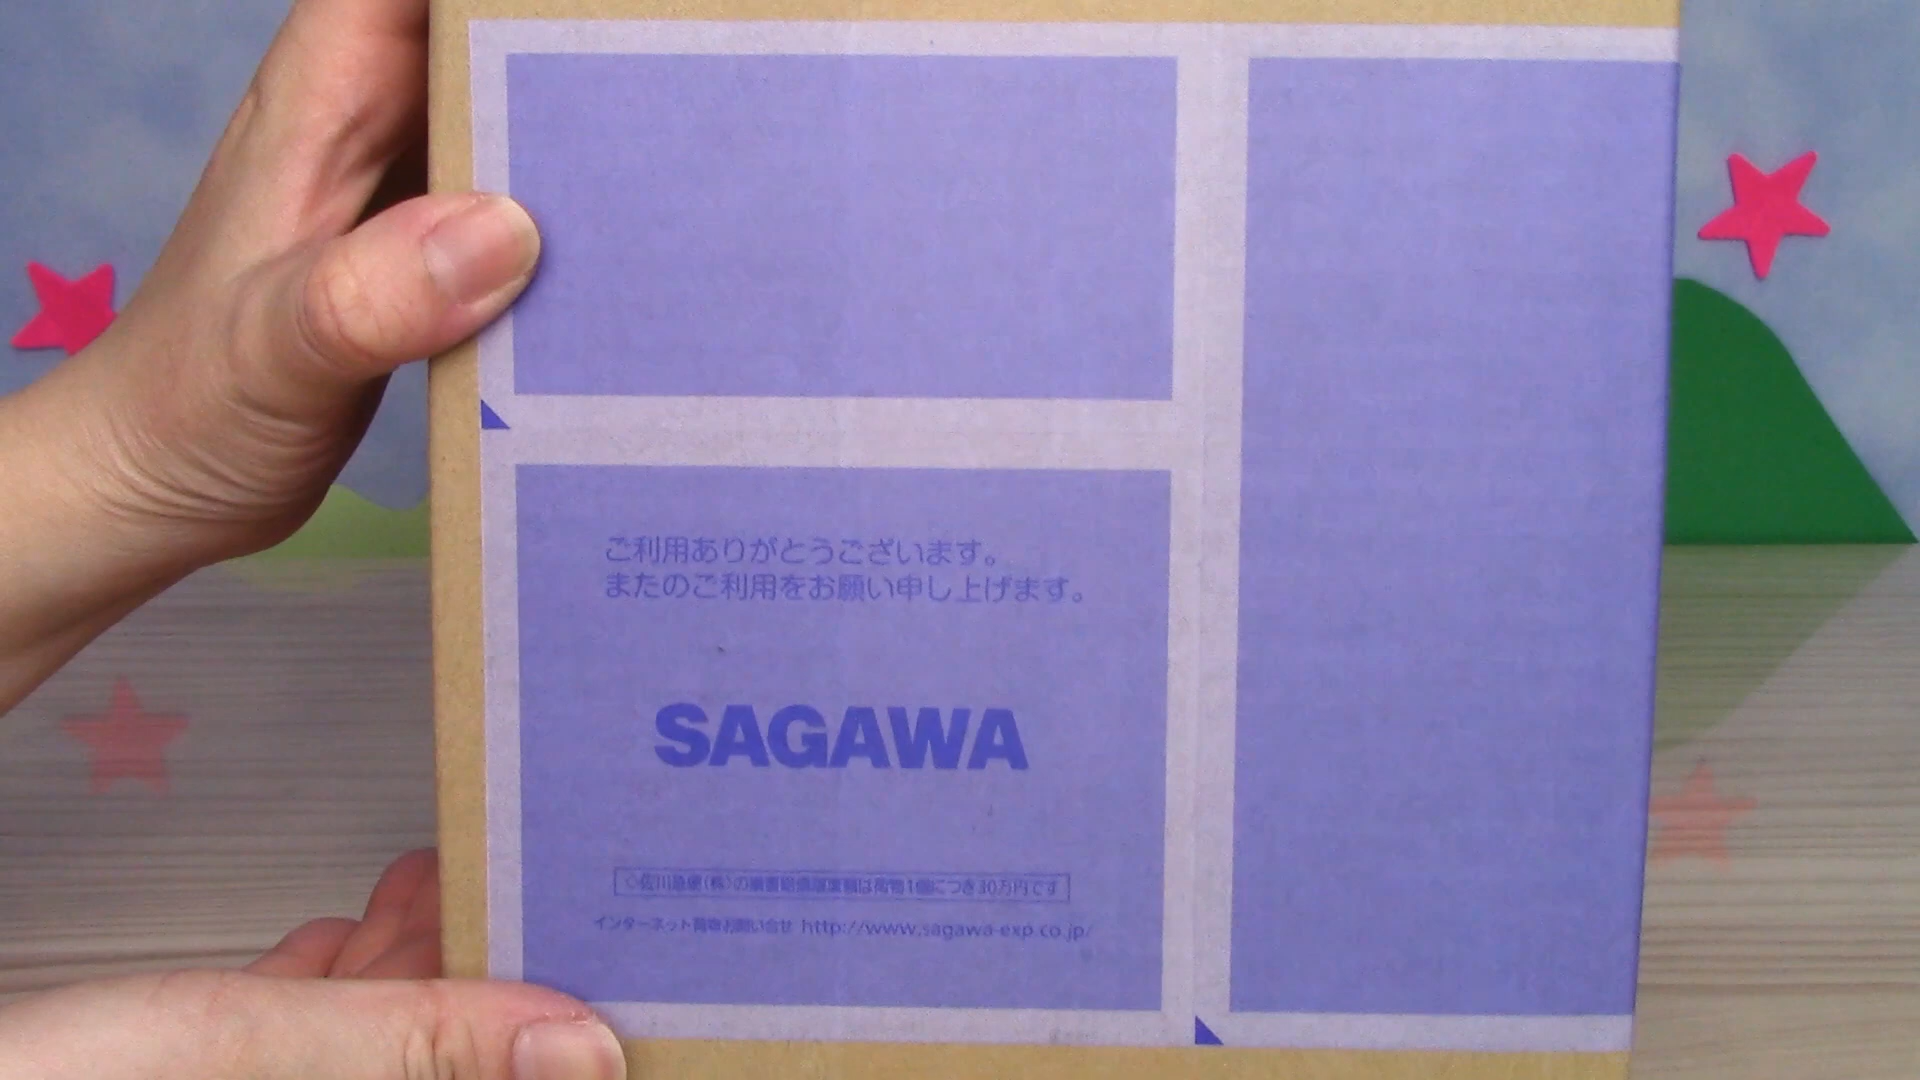 ご利用ありがとうございます。
またのご利用をお願い申し上げます。
SAGAWA
◇佐川急便(株)の損害賠償限度額は荷物1個につき30万円です
インターネット荷物お問い合せ http://www.sagawa-exp.co.jp/